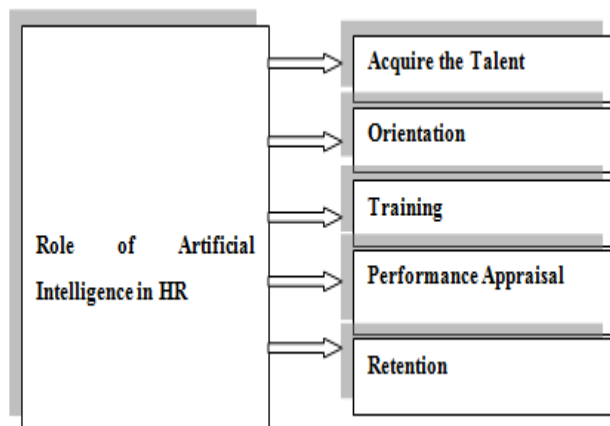 Acquire the Talent
Orientation
Training
Role of Artificial
Intelligence in HR
Performance Appraisal
Retention